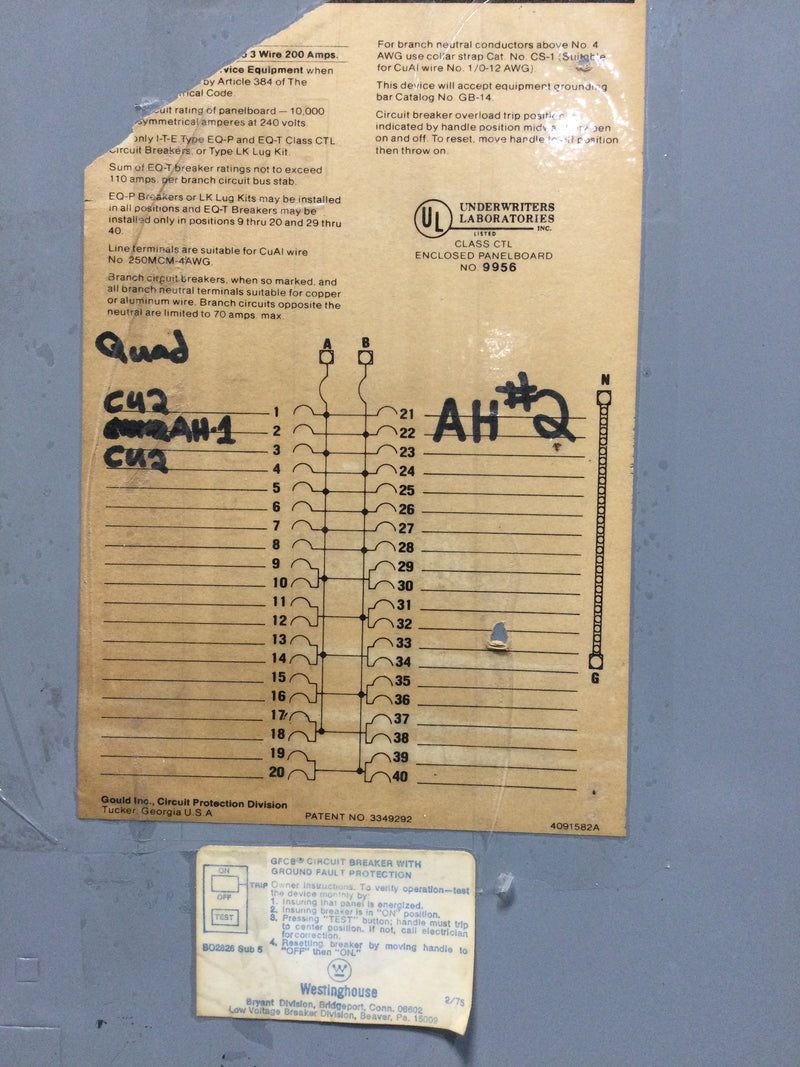 3 Wire 200 Amps.
vice Equipment when
by Article 384 of The
rical Code.
cuit rating of panelboard — 10,000
symmetrical amperes at 240 volts.
only I-T-E Type EQ-P and EQ-T Class CTL
Circuit Breakers, or Type LK Lug Kit.
Sum of EQ-T breaker ratings not to exceed
110 amps. per branch circuit bus stab.
EQ-P Breakers or LK Lug Kits may be installed
in all positions and EQ-T Breakers may be
installed only in positions 9 thru 20 and 29 thru
40.
Line terminals are suitable for CuAl wire
No. 250MCM-4AWG.
Branch circuit breakers, when so marked, and
all branch neutral terminals suitable for copper
or aluminum wire. Branch circuits opposite the
neutral are limited to 70 amps. max.
For branch neutral conductors above No. 4
AWG use collar strap Cat. No. CS-1 (Suitable
for CuAl wire No. 1/0-12 AWG)
This device will accept equipment grounding
bar Catalog No. GB-14.
Circuit breaker overload trip position is
indicated by handle position
on and off. To reset, move handle to position
then throw on.
UL
UNDERWRITERS
LABORATORIES
INC.
LISTED
CLASS CTL
ENCLOSED PANELBOARD
NO. 9956
Quad
A B
N
CU2 1 21
AH-1 2 22 AH#2
CU2 3 23
4 24
5 25
6 26
7 27
8 28
9 29
10 30
11 31
12 32
13 33
14 34
15 35
16 36
17 37
18 38
19 39
20 40
G
Gould Inc., Circuit Protection Division
Tucker, Georgia U.S.A.
PATENT NO. 3349292
4091582A
GFCB® CIRCUIT BREAKER WITH
GROUND FAULT PROTECTION
ON
TRIP
OFF
TEST
BO2626 Sub 5
Owner Instructions. To verify operation—test
the device monthly by:
1. Insuring that panel is energized.
2. Insuring breaker is in "ON" position.
3. Pressing "TEST" button; handle must trip
to center position. If not, call electrician
for correction.
4. Resetting breaker by moving handle to
"OFF" then "ON."
W
Westinghouse
2/75
Bryant Division, Bridgeport, Conn. 06602
Low Voltage Breaker Division, Beaver, Pa. 15009